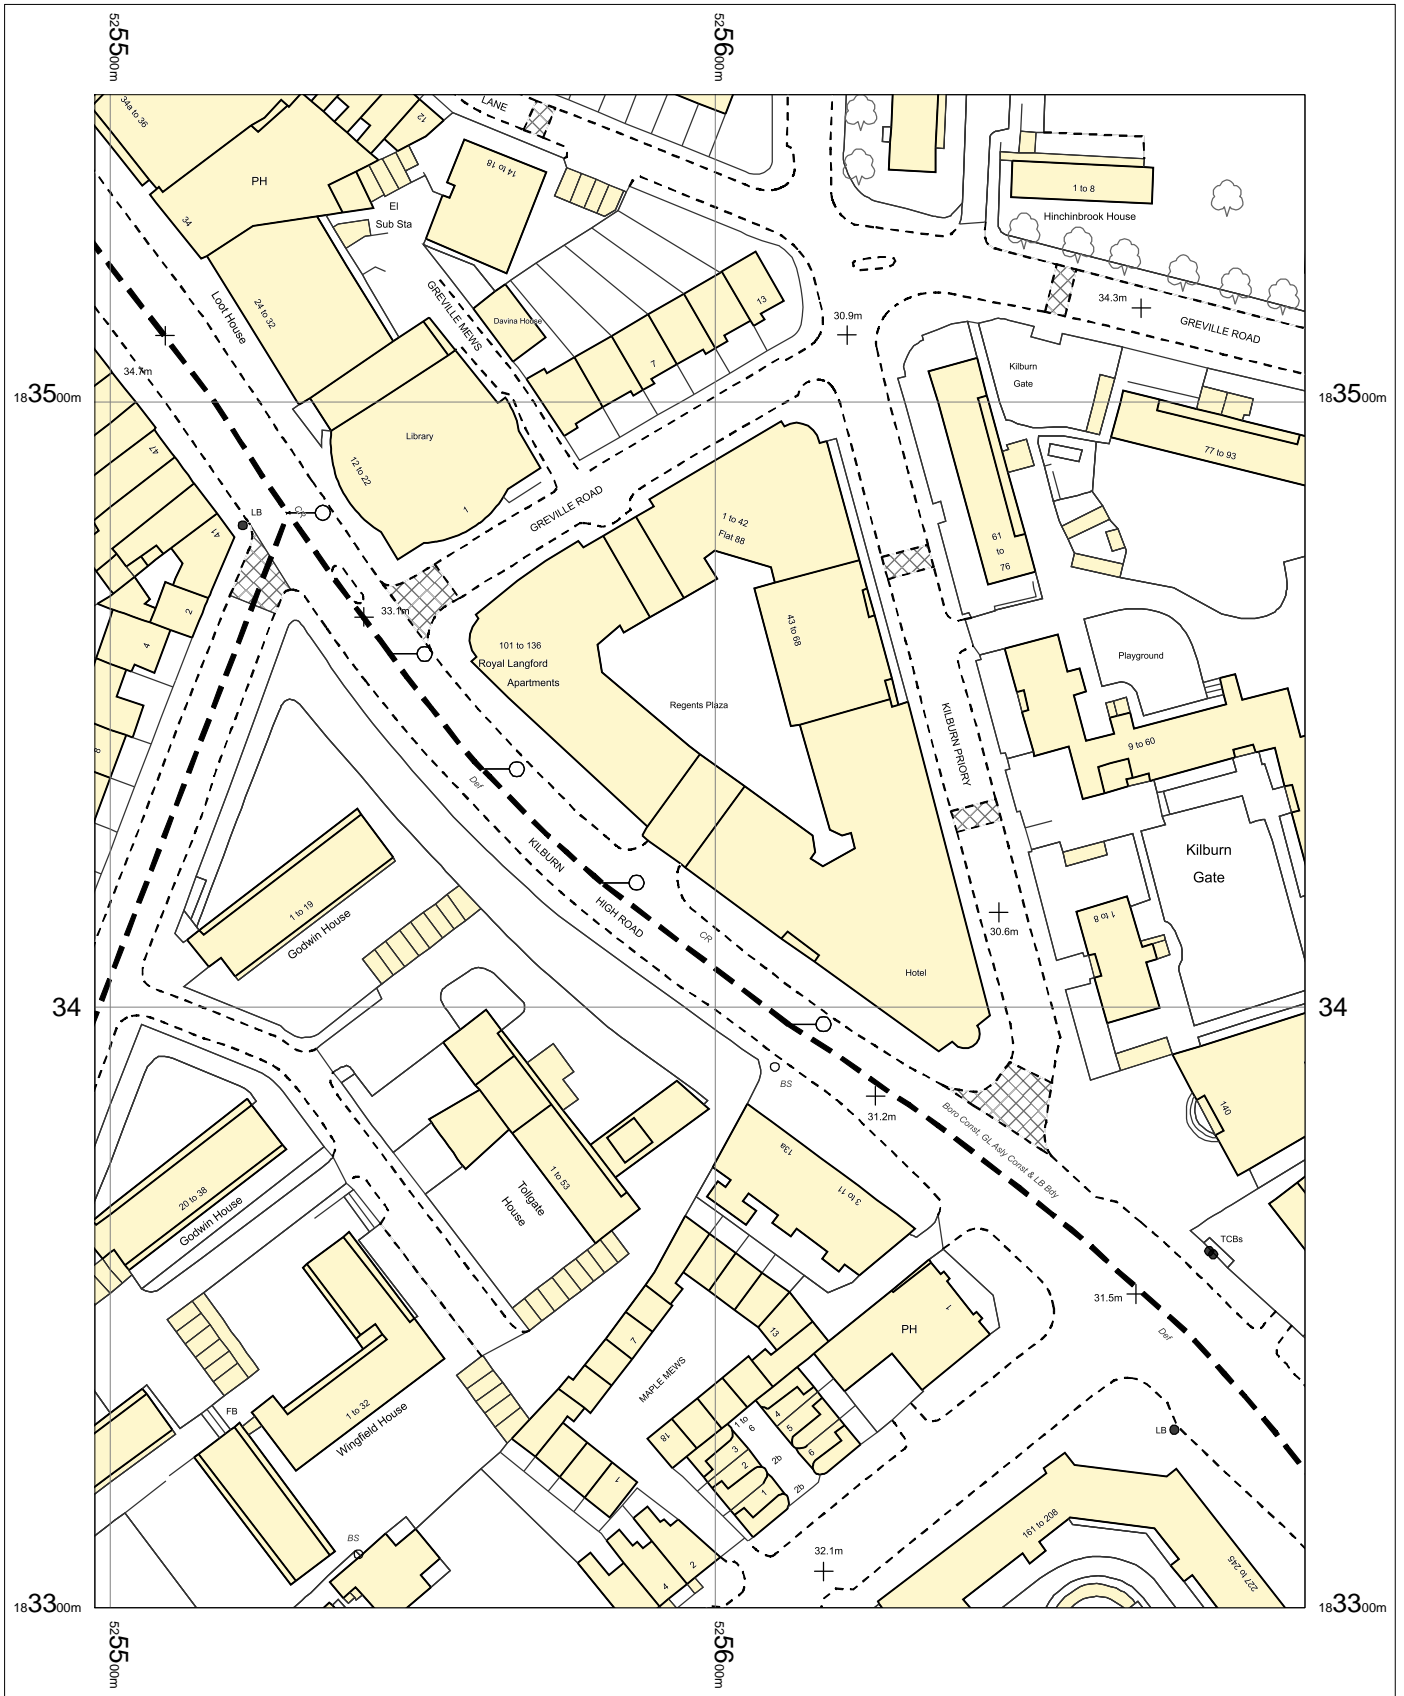 5500m
5600m
34a to 36
12
LANE
PH
14 to 18
1 to 8
El
Sub Sta
Hinchinbrook House
34
Loot House
24 to 32
GREVILLE MEWS
Davina House
13
34.3m
30.9m
GREVILLE ROAD
34.7m
7
Kilburn
Gate
183500m
183500m
Library
47
12 to 22
77 to 93
1
GREVILLE ROAD
LB
CR
1 to 42
Flat 88
41
61
to
76
2
33.1m
43 to 68
4
101 to 136
Royal Langford
Apartments
Playground
Regents Plaza
KILBURN PRIORY
8
9 to 60
Def
KILBURN
Kilburn
Gate
1 to 19
Godwin House
HIGH ROAD
CR
1 to 8
30.6m
Hotel
34
34
BS
31.2m
Boro Const, GL Asly Const & LB Bdy
140
13a
3 to 11
1 to 53
Tollgate
House
20 to 38
Godwin House
TCBs
31.5m
Def
1
PH
7
13
MAPLE MEWS
FB
1 to 32
Wingfield House
18
1 to
6
4
5
6
3
2
1
2b
2b
LB
1
BS
161 to 208
227 to 245
2
4
32.1m
183300m
183300m
525500m
525600m